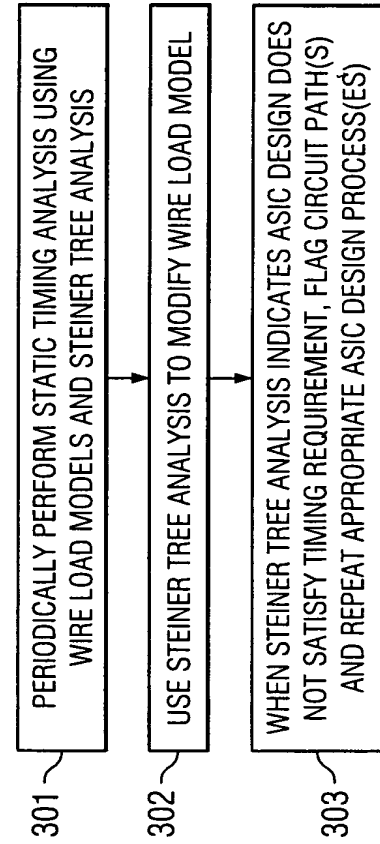 301
PERIODICALLY PERFORM STATIC TIMING ANALYSIS USING
WIRE LOAD MODELS AND STEINER TREE ANALYSIS
302
USE STEINER TREE ANALYSIS TO MODIFY WIRE LOAD MODEL
303
WHEN STEINER TREE ANALYSIS INDICATES ASIC DESIGN DOES
NOT SATISFY TIMING REQUIREMENT, FLAG CIRCUIT PATH(S)
AND REPEAT APPROPRIATE ASIC DESIGN PROCESS(ES)